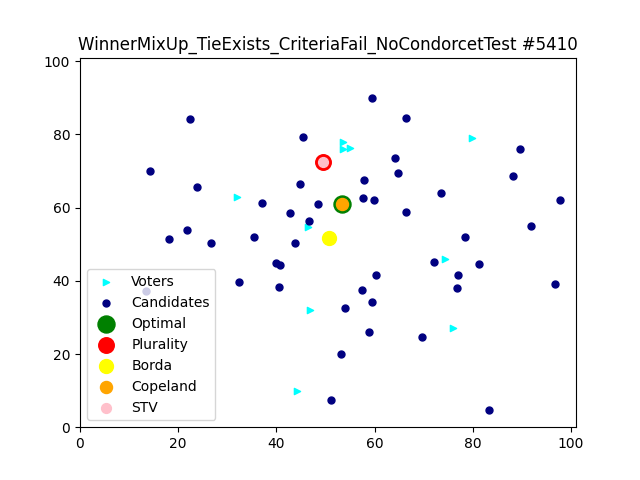 WinnerMixUp_TieExists_CriteriaFail_NoCondorcetTest #5410
100
80
60
40
20
0
Voters
Candidates
Optimal
Plurality
Borda
Copeland
STV
0 20 40 60 80 100